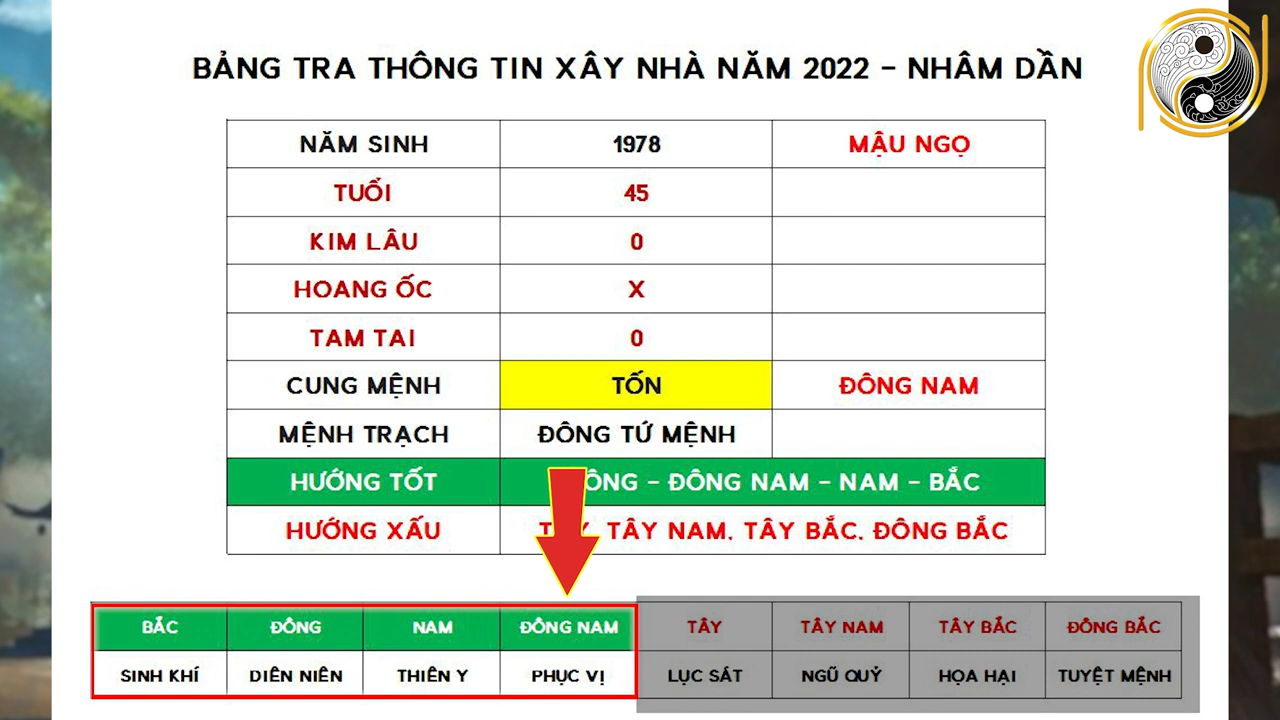 BẢNG TRA THÔNG TIN XÂY NHÀ NĂM 2022 - NHÂM DẦN
NĂM SINH 1978 MẬU NGỌ
TUỔI 45
KIM LÂU 0
HOANG ỐC X
TAM TAI 0
CUNG MỆNH TỐN ĐÔNG NAM
MỆNH TRẠCH ĐÔNG TỨ MỆNH
HƯỚNG TỐT - ĐÔNG NAM - NAM - BẮC
HƯỚNG XẤU TÂY NAM, TÂY BẮC, ĐÔNG BẮC
BẮC ĐÔNG NAM ĐÔNG NAM TÂY TÂY NAM TÂY BẮC ĐÔNG BẮC
SINH KHÍ DIÊN NIÊN THIÊN Y PHỤC VỊ LỤC SÁT NGŨ QUỶ HỌA HẠI TUYỆT MỆNH